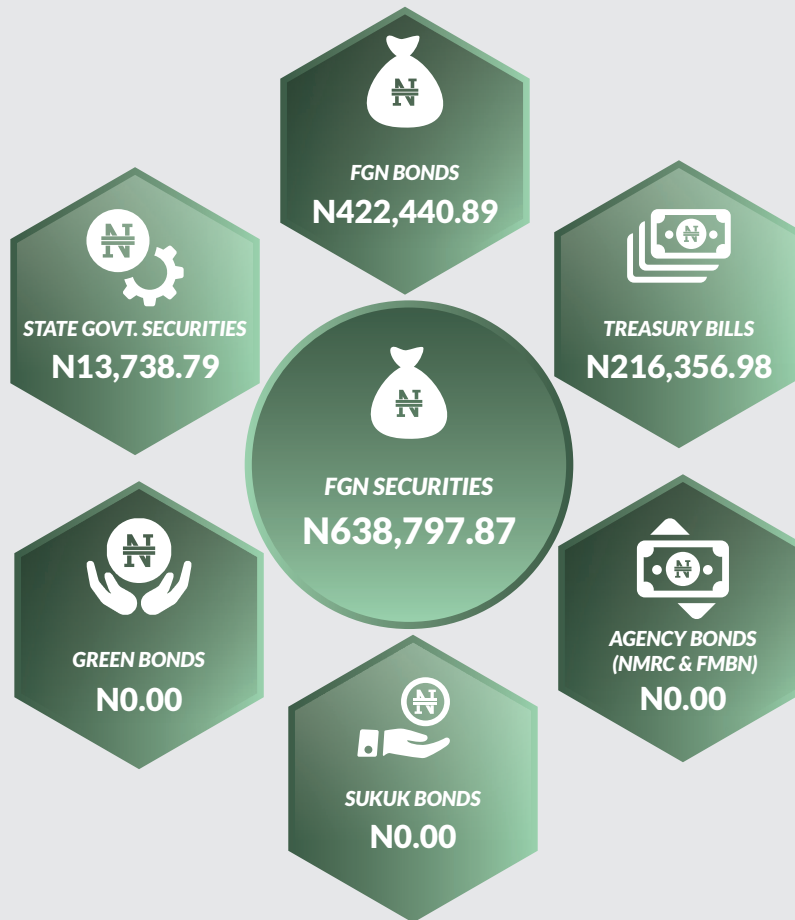 FGN BONDS
N422,440.89
STATE GOVT. SECURITIES
N13,738.79
TREASURY BILLS
N216,356.98
FGN SECURITIES
N638,797.87
GREEN BONDS
N0.00
AGENCY BONDS
(NMRC & FMBN)
N0.00
SUKUK BONDS
N0.00